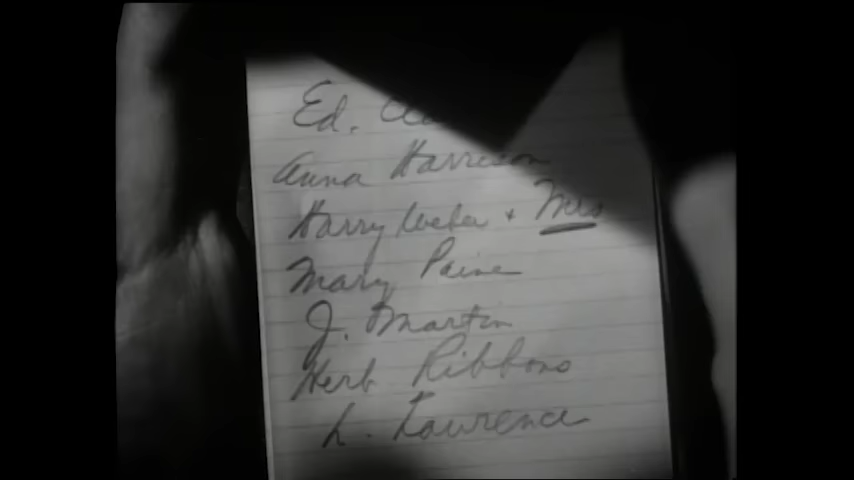 Ed.
Anna Harrison
Harry Weber + Mrs
Mary Paine
J. Martin
Herb Ribbons
L. Lawrence